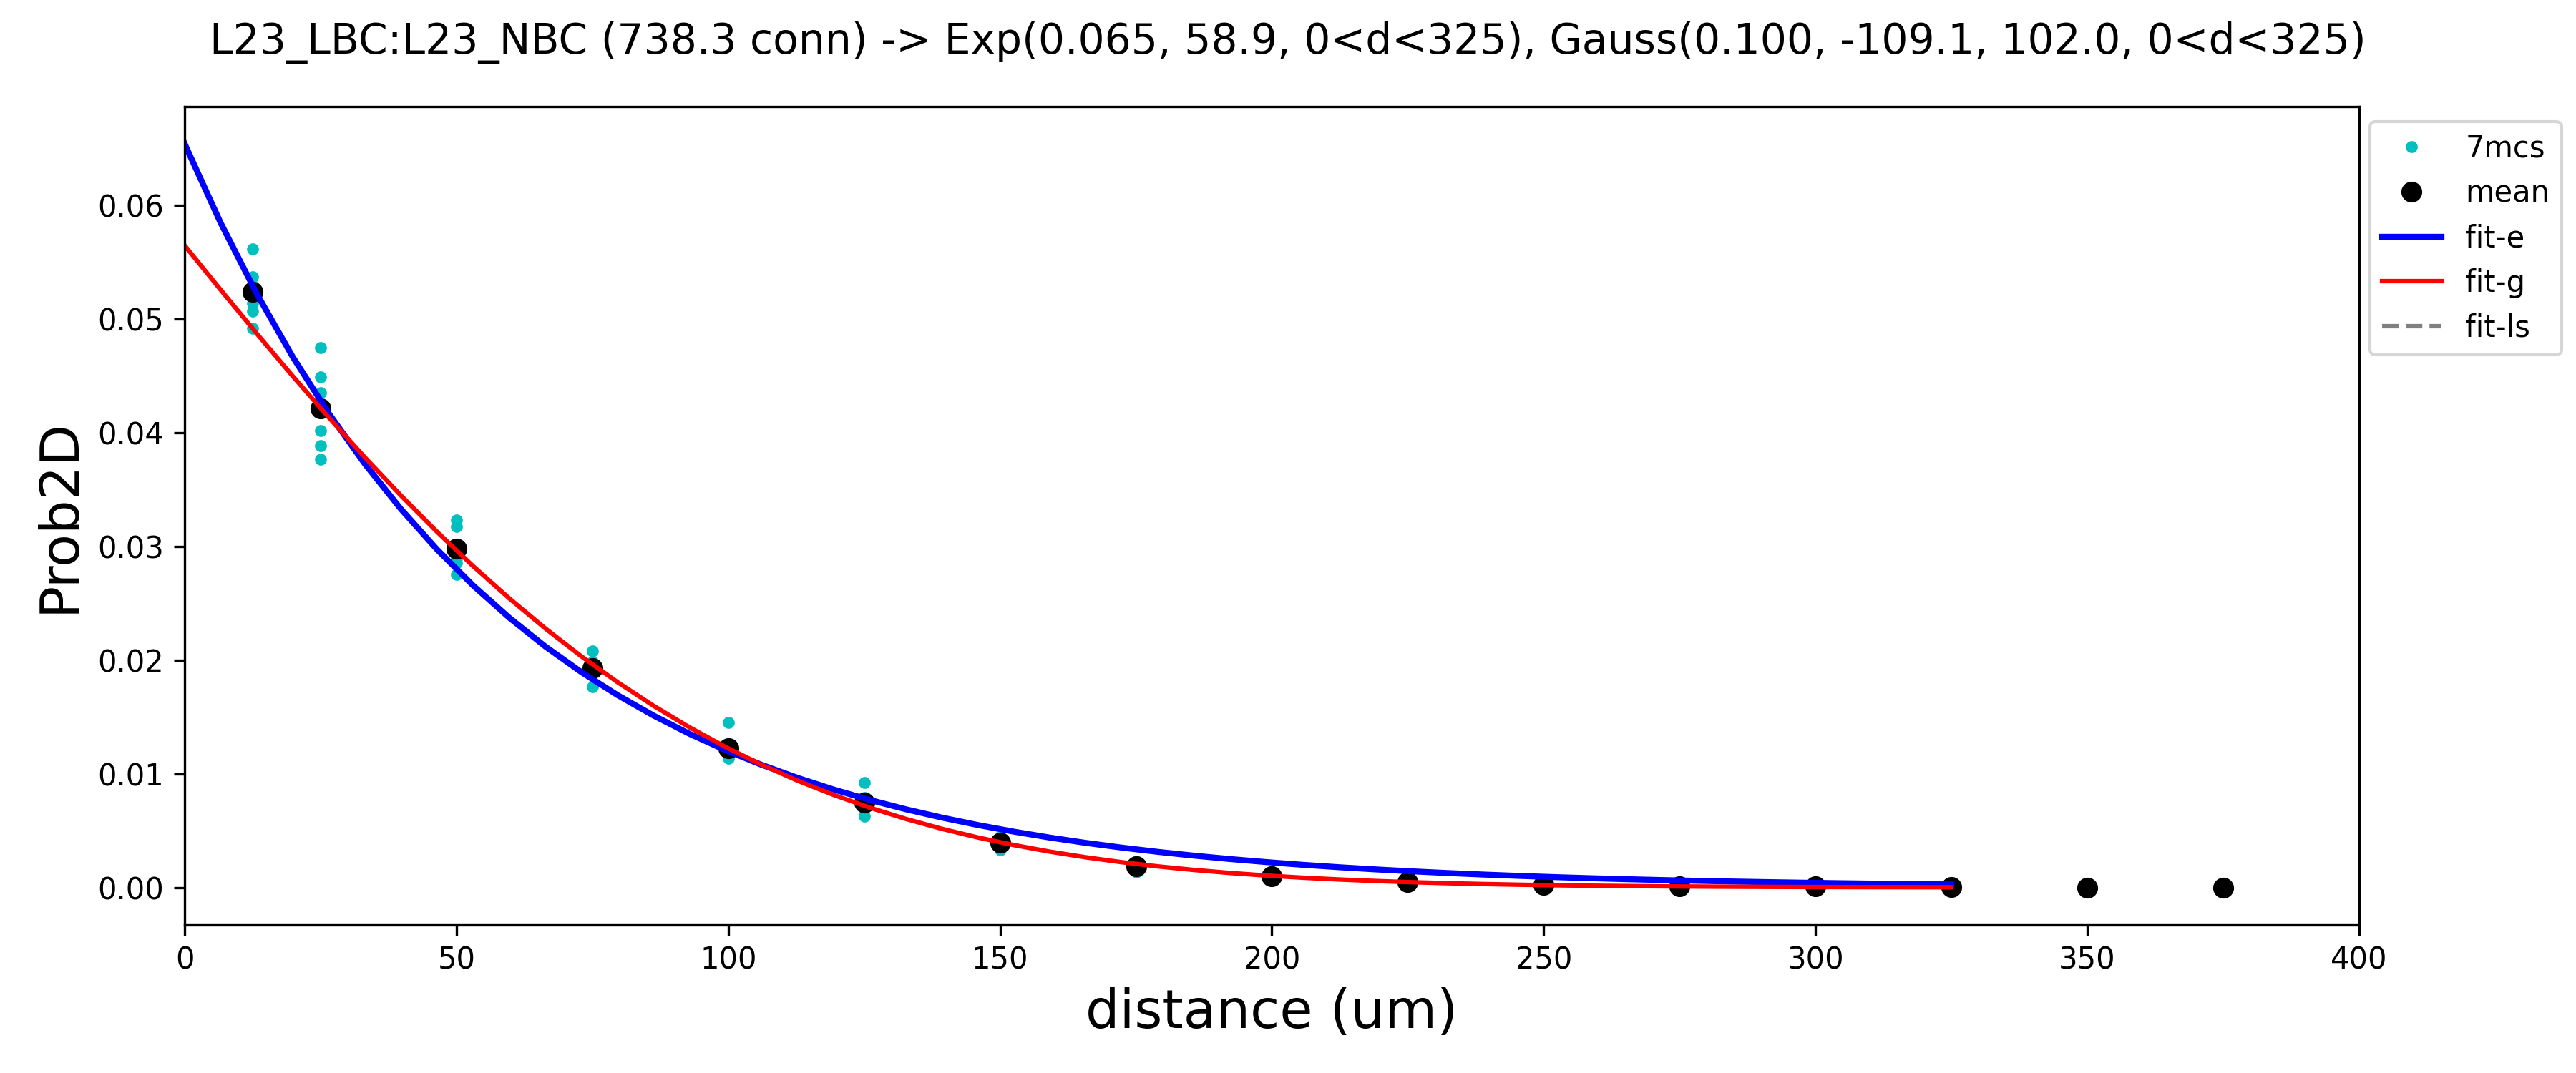 L23_LBC:L23_NBC (738.3 conn) -> Exp(0.065, 58.9, 0<d<325), Gauss(0.100, -109.1, 102.0, 0<d<325)
7mcs
mean
fit-e
fit-g
fit-ls
Prob2D
0.06
0.05
0.04
0.03
0.02
0.01
0.00
0 50 100 150 200 250 300 350 400
distance (um)